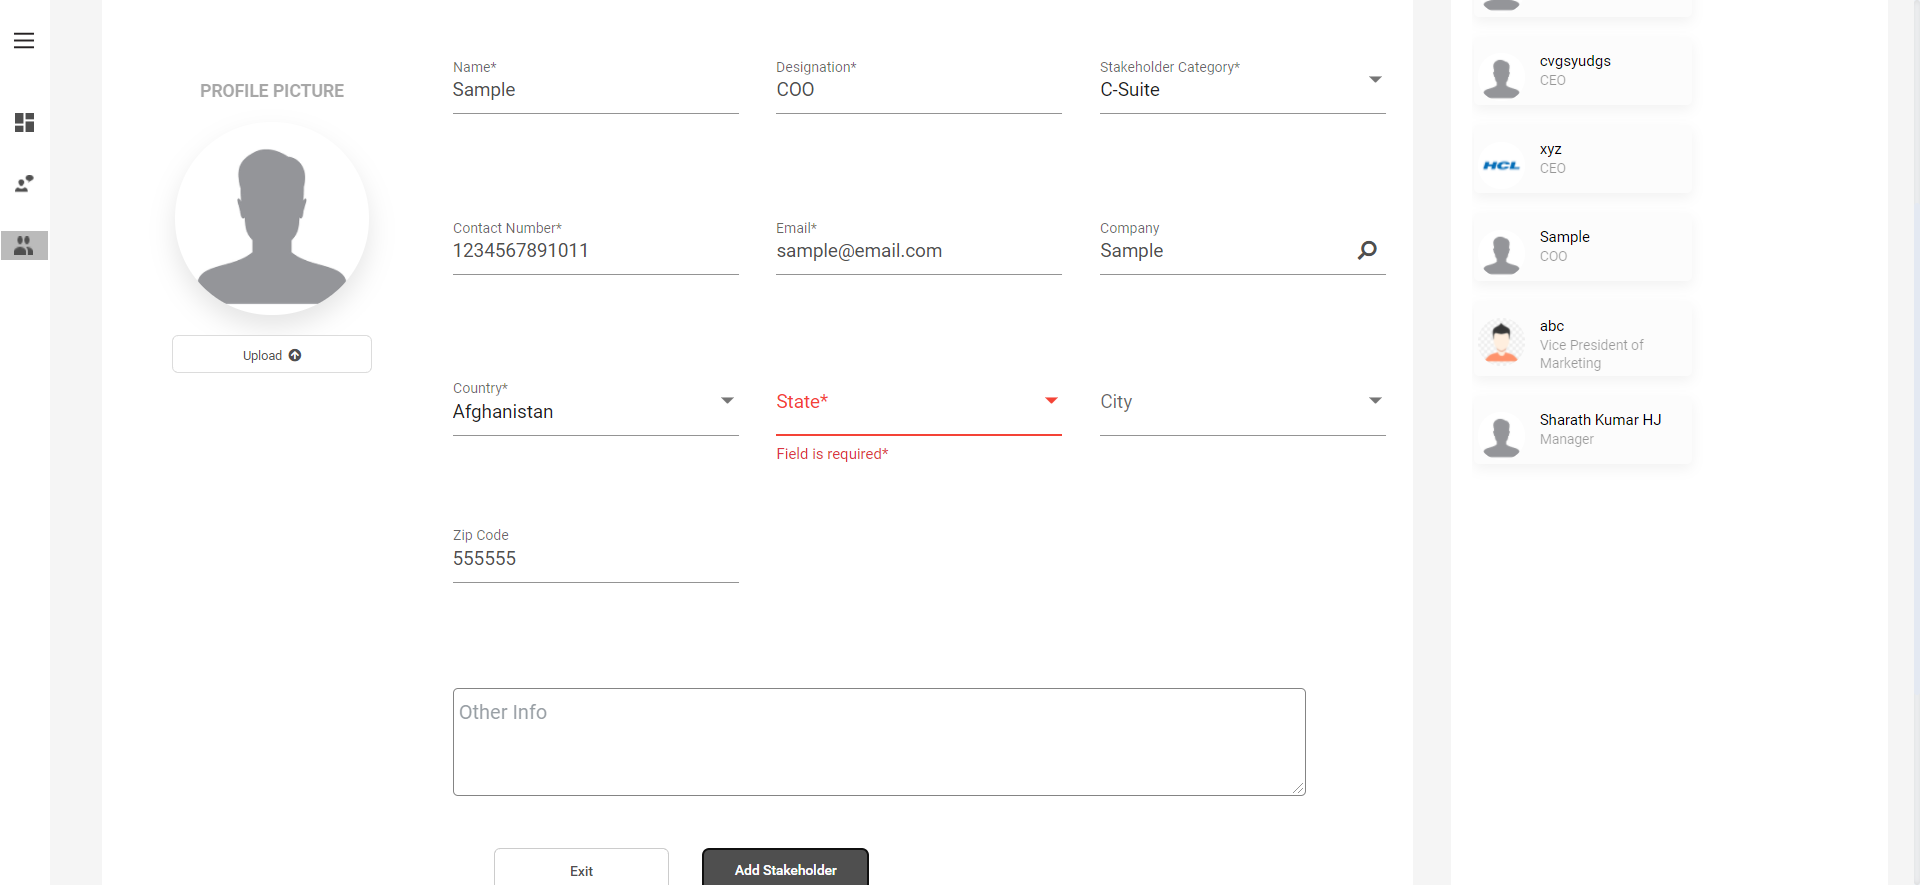 PROFILE PICTURE
Upload
Name*
Sample
Designation*
COO
Stakeholder Category*
C-Suite
Contact Number*
1234567891011
Email*
sample@email.com
Company
Sample
Country*
Afghanistan
State*
Field is required*
City
Zip Code
555555
Other Info
Exit
Add Stakeholder
cvgsyudgs
CEO
HCL
xyz
CEO
Sample
COO
abc
Vice President of
Marketing
Sharath Kumar HJ
Manager